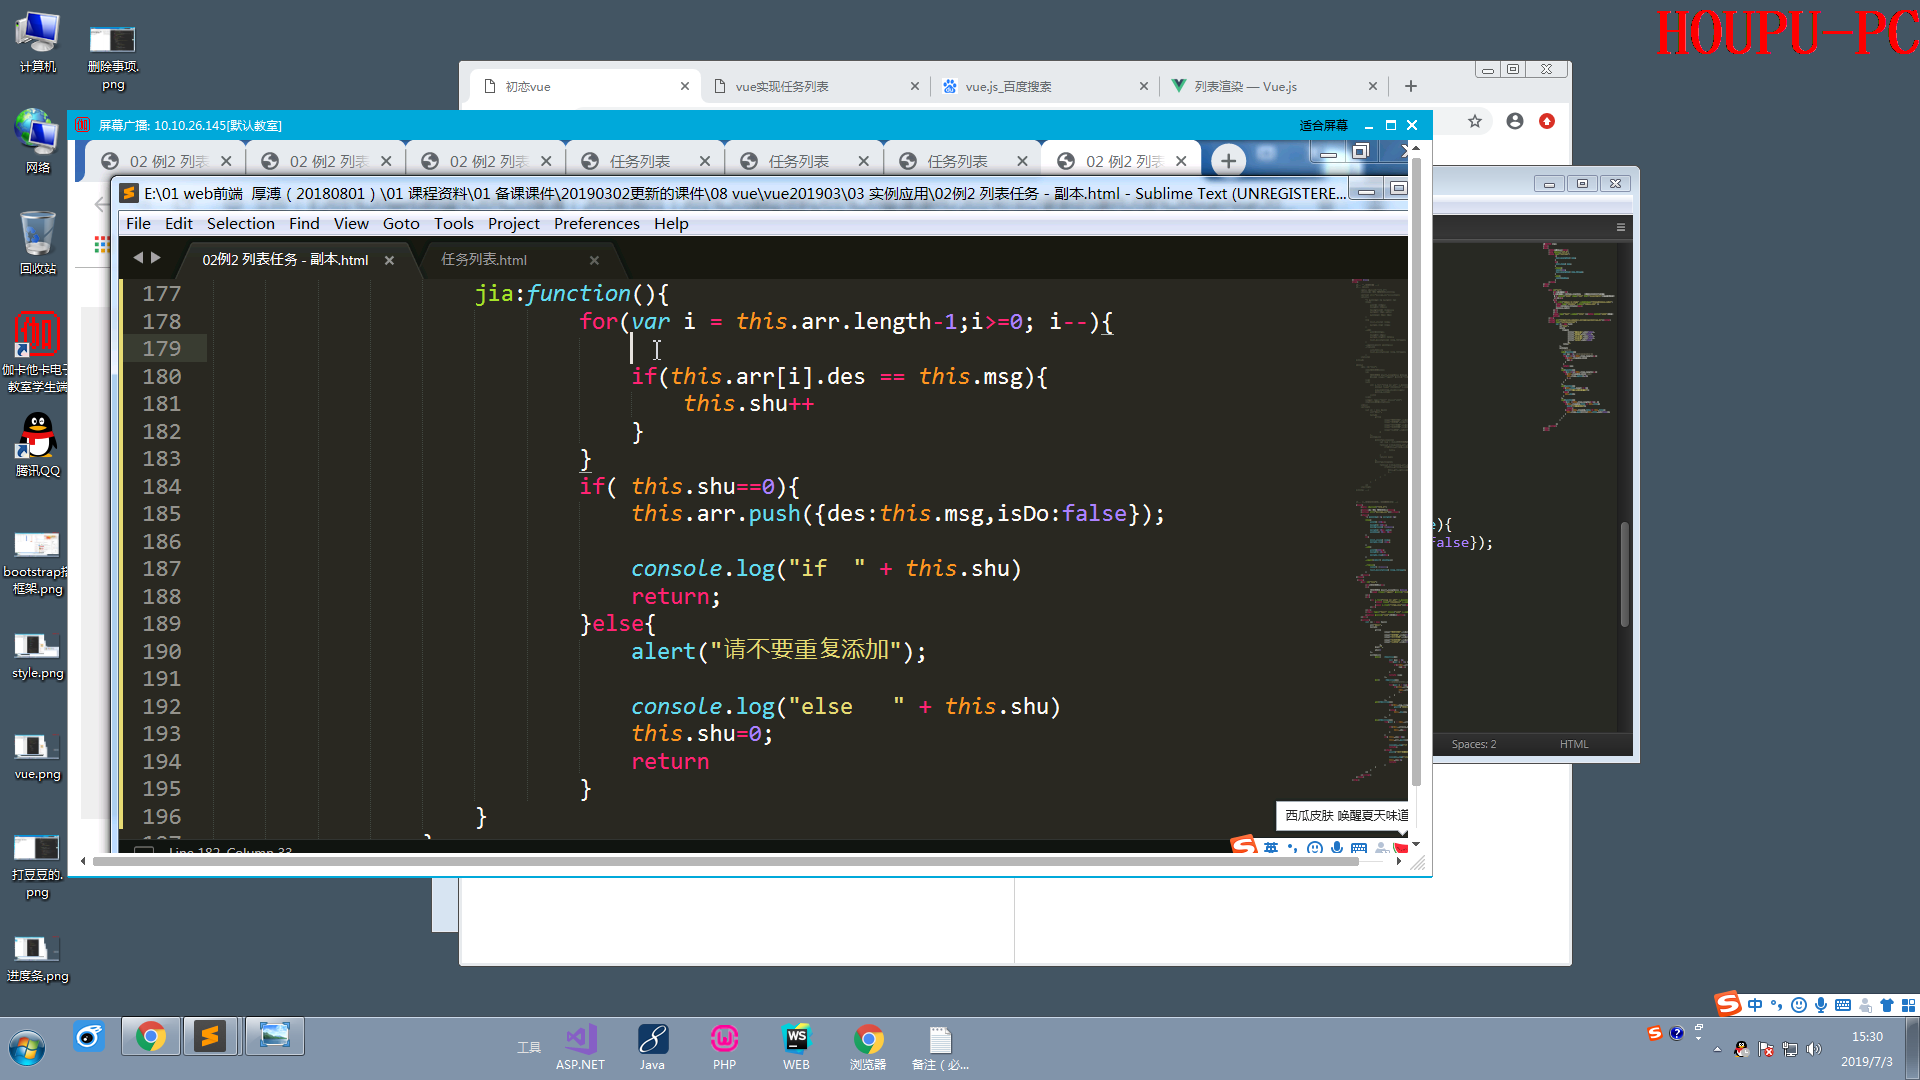 HOUPU-PC
计算机
删除事项.
png
网络
回收站
伽卡他卡电子
教室学生端
腾讯QQ
框架.png
style.png
vue.png
打豆豆的.
png
进度条.png
初恋vue
vue实现任务列表
vue.js_百度搜索
列表渲染 — Vue.js
屏幕广播: 10.10.26.145[默认教室]
适合屏幕
02 例2 列表
02 例2 列表
02 例2 列表
任务列表
任务列表
任务列表
02 例2 列表
E:\01 web前端 厚溥 ( 20180801 ) \01 课程资料\01 备课课件\20190302更新的课件\08 vue\vue201903\03 实例应用\02例2 列表任务 - 副本.html - Sublime Text (UNREGISTERE...
File Edit Selection Find View Goto Tools Project Preferences Help
02例2 列表任务 - 副本.html
任务列表.html
177 jia:function(){
178 for(var i = this.arr.length-1;i>=0; i--){
179
180 if(this.arr[i].des == this.msg){
181 this.shu++
182 }
183 }
184 if( this.shu==0){
185 this.arr.push({des:this.msg,isDo:false});
186
187 console.log("if  " + this.shu)
188 return;
189 }else{
190 alert("请不要重复添加");
191
192 console.log("else   " + this.shu)
193 this.shu=0;
194 return
195 }
196 }
Line 182, Column 33
西瓜皮肤 唤醒夏天味道
英
){
alse});
Spaces: 2
HTML
中
工具
ASP.NET
Java
PHP
WEB
浏览器
备注（必...
15:30
2019/7/3